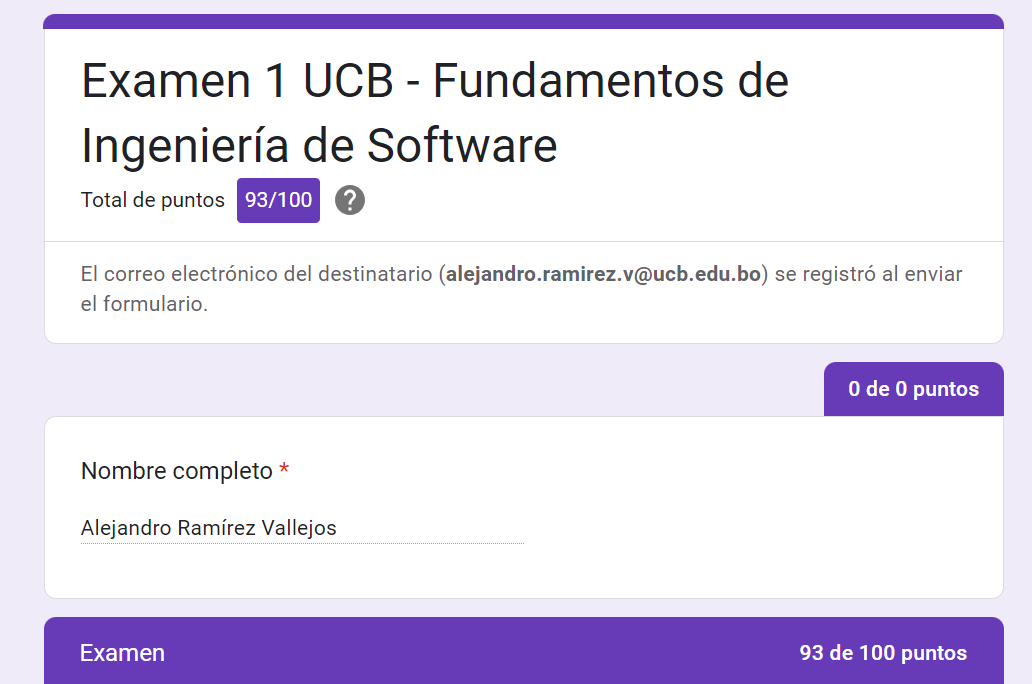 Examen 1 UCB - Fundamentos de
Ingeniería de Software
Total de puntos 93/100 ?
El correo electrónico del destinatario (alejandro.ramirez.v@ucb.edu.bo) se registró al enviar
el formulario.
0 de 0 puntos
Nombre completo *
Alejandro Ramírez Vallejos
Examen 93 de 100 puntos